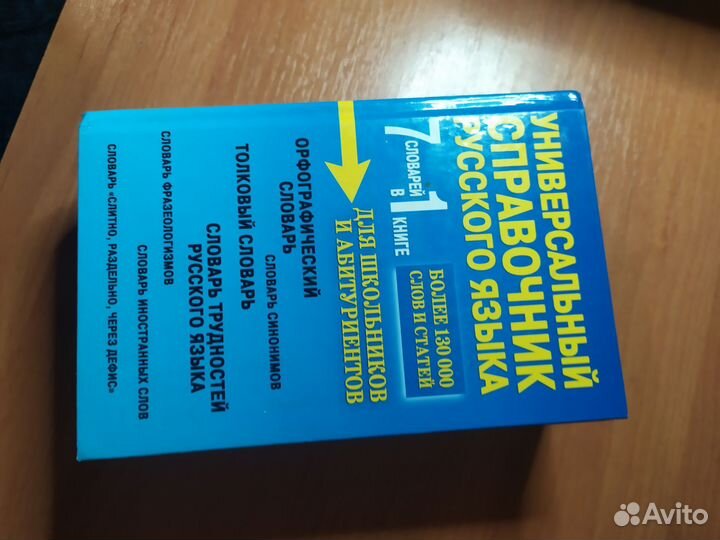 УНИВЕРСАЛЬНЫЙ
СПРАВОЧНИК
РУССКОГО ЯЗЫКА
7 СЛОВАРЕЙ В 1 КНИГЕ
БОЛЕЕ 130 000
СЛОВ И СТАТЕЙ
ДЛЯ ШКОЛЬНИКОВ
И АБИТУРИЕНТОВ
ОРФОГРАФИЧЕСКИЙ
СЛОВАРЬ
СЛОВАРЬ СИНОНИМОВ
ТОЛКОВЫЙ СЛОВАРЬ
СЛОВАРЬ ТРУДНОСТЕЙ
РУССКОГО ЯЗЫКА
СЛОВАРЬ ФРАЗЕОЛОГИЗМОВ
СЛОВАРЬ ИНОСТРАННЫХ СЛОВ
СЛОВАРЬ «СЛИТНО, РАЗДЕЛЬНО, ЧЕРЕЗ ДЕФИС»
Avito